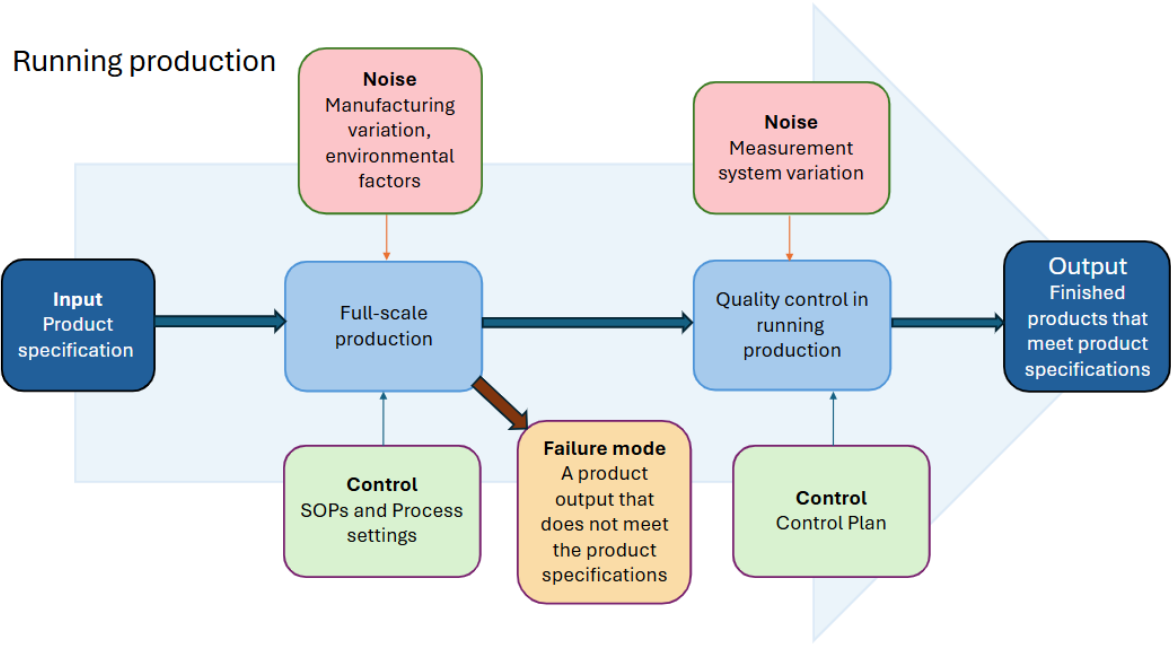 Running production
Noise
Manufacturing
variation,
environmental
factors
Noise
Measurement
system variation
Input
Product
specification
Full-scale
production
Quality control in
running
production
Output
Finished
products that
meet product
specifications
Control
SOPs and Process
settings
Failure mode
A product
output that
does not meet
the product
specifications
Control
Control Plan